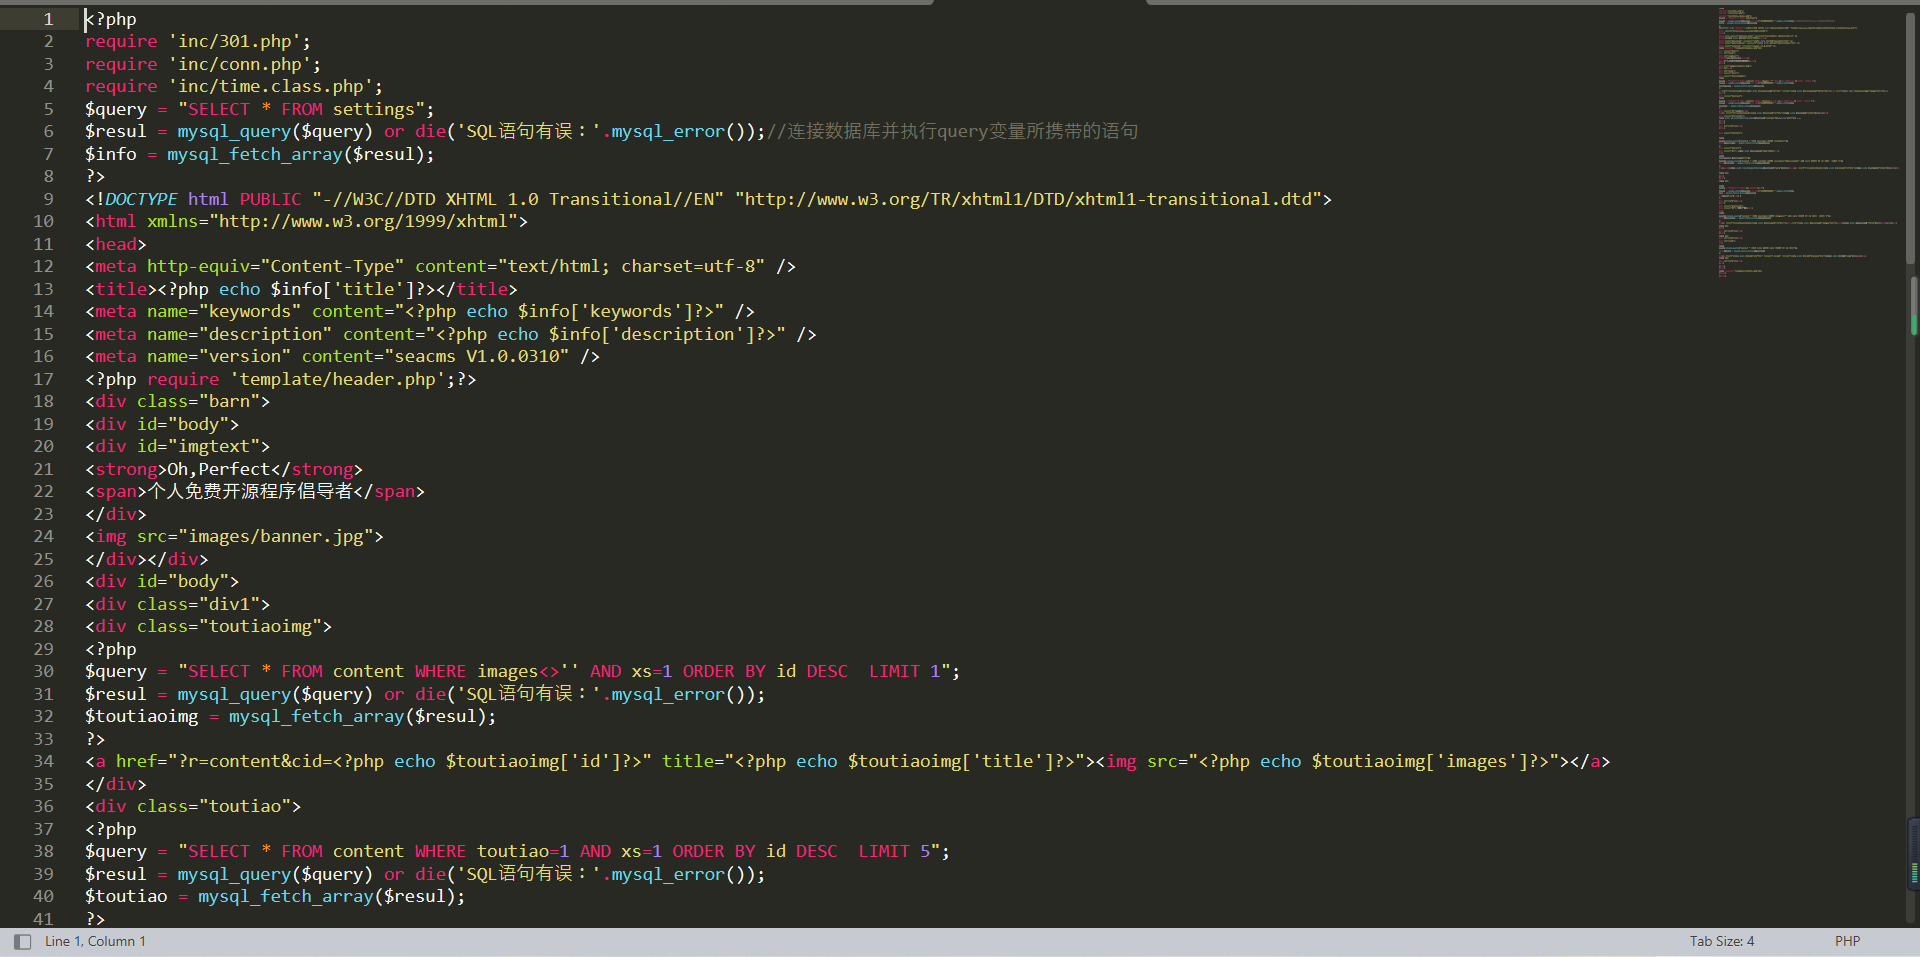 1 <?php
2 require 'inc/301.php';
3 require 'inc/conn.php';
4 require 'inc/time.class.php';
5 $query = "SELECT * FROM settings";
6 $resul = mysql_query($query) or die('SQL语句有误：'.mysql_error());//连接数据库并执行query变量所携带的语句
7 $info = mysql_fetch_array($resul);
8 ?>
9 <!DOCTYPE html PUBLIC "-//W3C//DTD XHTML 1.0 Transitional//EN" "http://www.w3.org/TR/xhtml1/DTD/xhtml1-transitional.dtd">
10 <html xmlns="http://www.w3.org/1999/xhtml">
11 <head>
12 <meta http-equiv="Content-Type" content="text/html; charset=utf-8" />
13 <title><?php echo $info['title']?></title>
14 <meta name="keywords" content="<?php echo $info['keywords']?>" />
15 <meta name="description" content="<?php echo $info['description']?>" />
16 <meta name="version" content="seacms V1.0.0310" />
17 <?php require 'template/header.php';?>
18 <div class="barn">
19 <div id="body">
20 <div id="imgtext">
21 <strong>Oh,Perfect</strong>
22 <span>个人免费开源程序倡导者</span>
23 </div>
24 <img src="images/banner.jpg">
25 </div></div>
26 <div id="body">
27 <div class="div1">
28 <div class="toutiaoimg">
29 <?php
30 $query = "SELECT * FROM content WHERE images<>'' AND xs=1 ORDER BY id DESC  LIMIT 1";
31 $resul = mysql_query($query) or die('SQL语句有误：'.mysql_error());
32 $toutiaoimg = mysql_fetch_array($resul);
33 ?>
34 <a href="?r=content&cid=<?php echo $toutiaoimg['id']?>" title="<?php echo $toutiaoimg['title']?>"><img src="<?php echo $toutiaoimg['images']?>"></a>
35 </div>
36 <div class="toutiao">
37 <?php
38 $query = "SELECT * FROM content WHERE toutiao=1 AND xs=1 ORDER BY id DESC  LIMIT 5";
39 $resul = mysql_query($query) or die('SQL语句有误：'.mysql_error());
40 $toutiao = mysql_fetch_array($resul);
41 ?>
Line 1, Column 1
Tab Size: 4
PHP